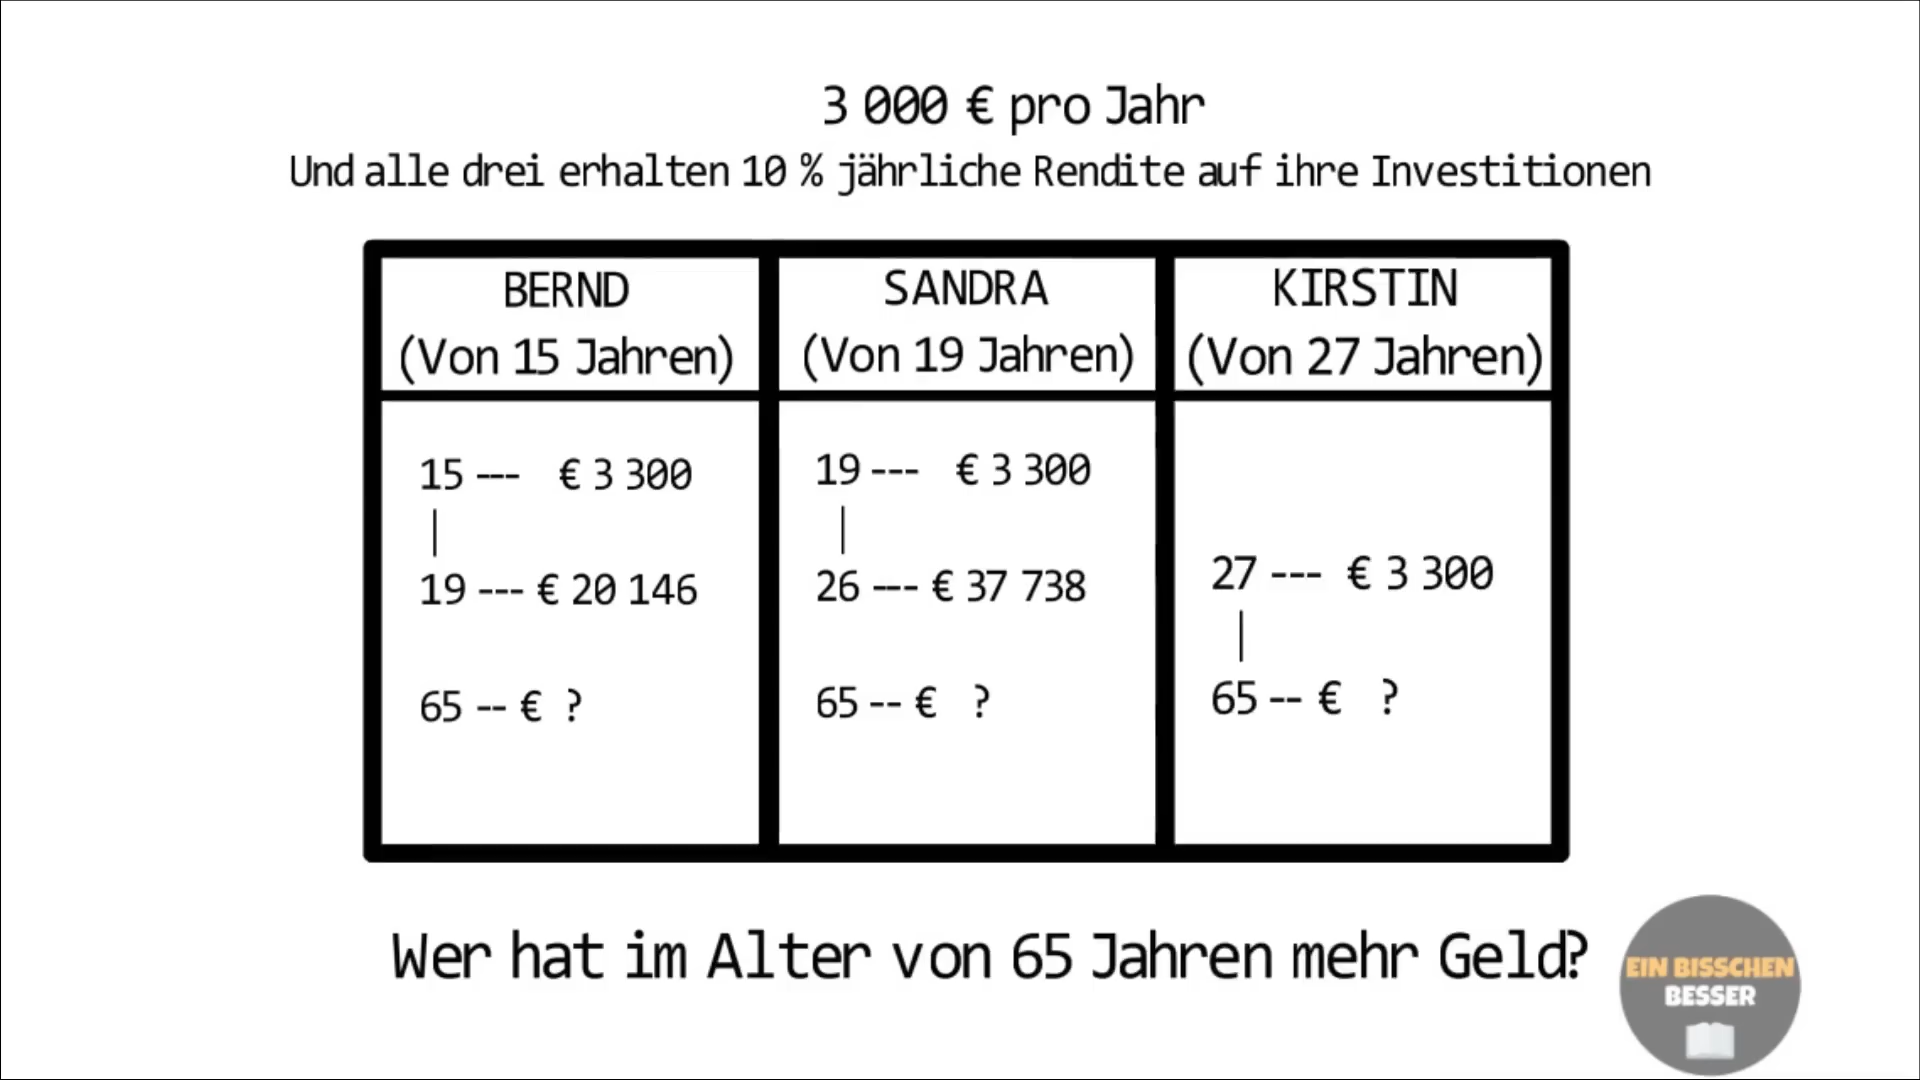 3 000 € pro Jahr
Und alle drei erhalten 10 % jährliche Rendite auf ihre Investitionen
BERND
(Von 15 Jahren)
SANDRA
(Von 19 Jahren)
KIRSTIN
(Von 27 Jahren)
15 --- € 3 300
19 --- € 20 146
65 -- € ?
19 --- € 3 300
26 --- € 37 738
65 -- € ?
27 --- € 3 300
65 -- € ?
Wer hat im Alter von 65 Jahren mehr Geld?
EIN BISSCHEN
BESSER